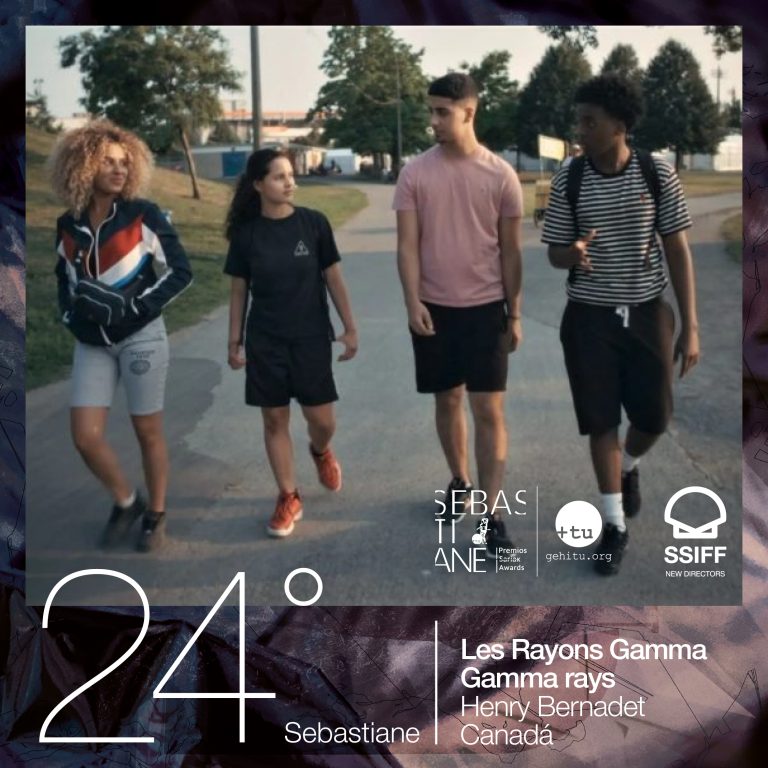 SEBAS
TI
ANE
Premios
Sariak
Awards
+tu
gehitu.org
SSIFF
NEW DIRECTORS
24°
Sebastiane
Les Rayons Gamma
Gamma rays
Henry Bernadet
Canadá